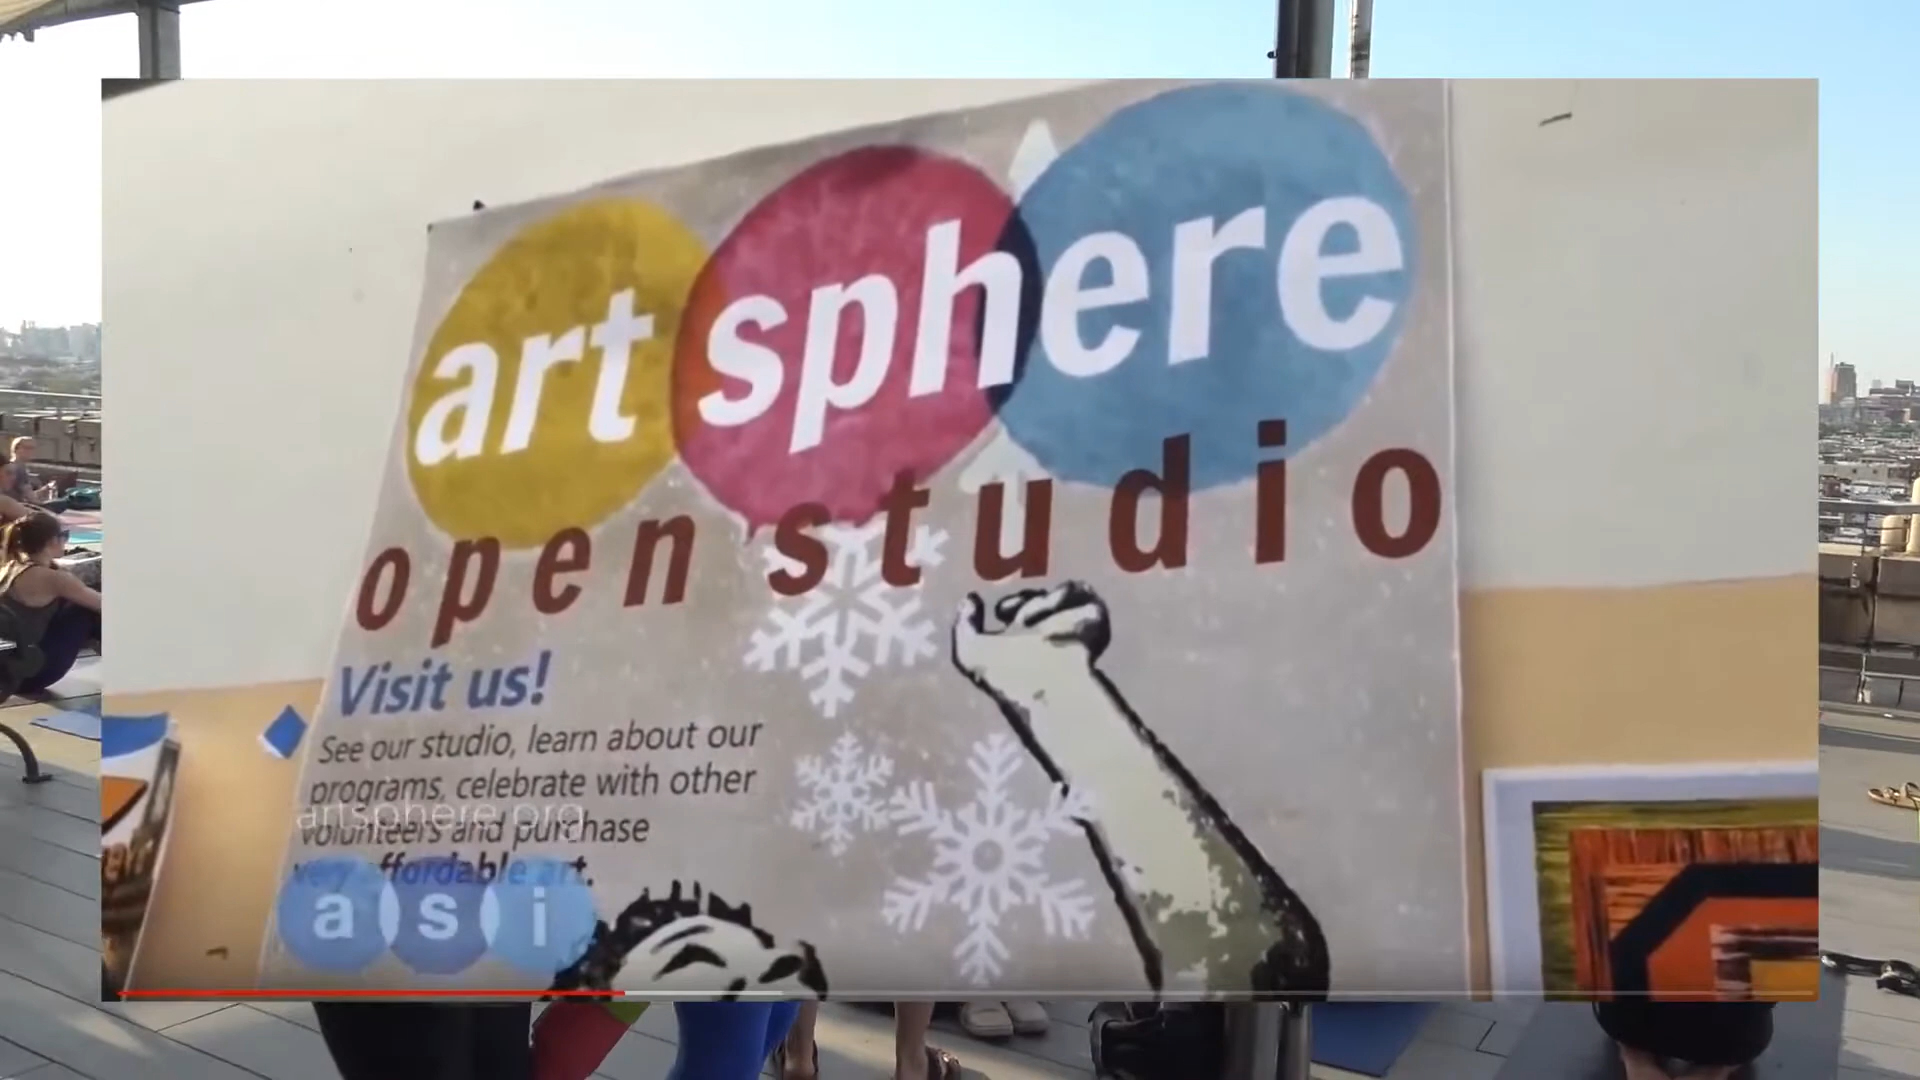 art sphere
open studio
Visit us!
See our studio, learn about our
programs, celebrate with other
artsphere.org
volunteers and purchase
very affordable art.
a s i